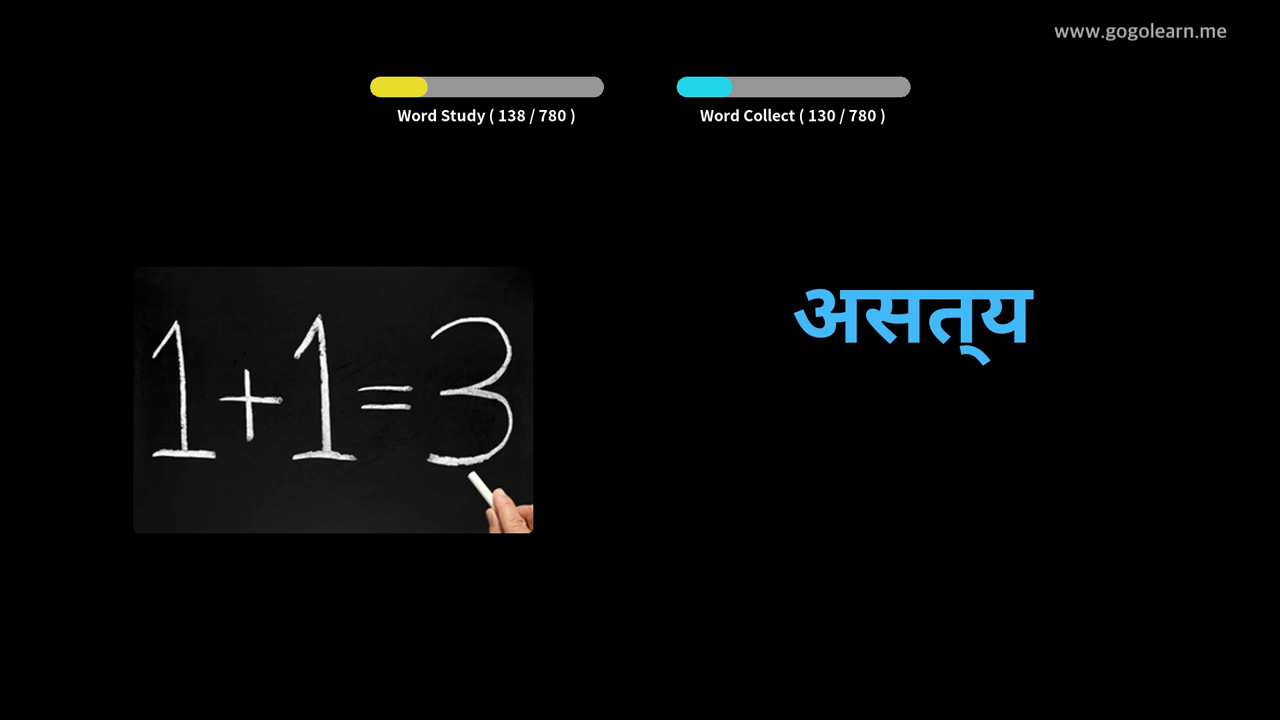 www.gogolearn.me
Word Study ( 138 / 780 )
Word Collect ( 130 / 780 )
1+1=3
असत्‌य